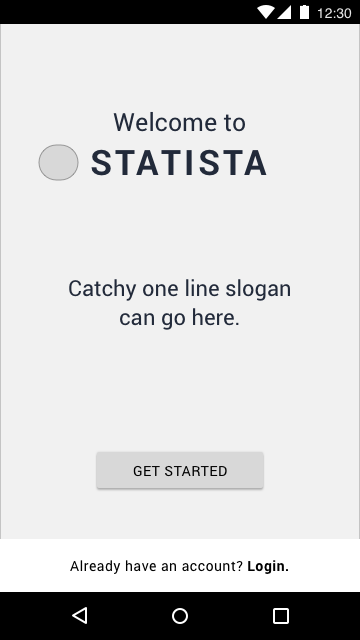 12:30
Welcome to
STATISTA
Catchy one line slogan
can go here.
GET STARTED
Already have an account? Login.